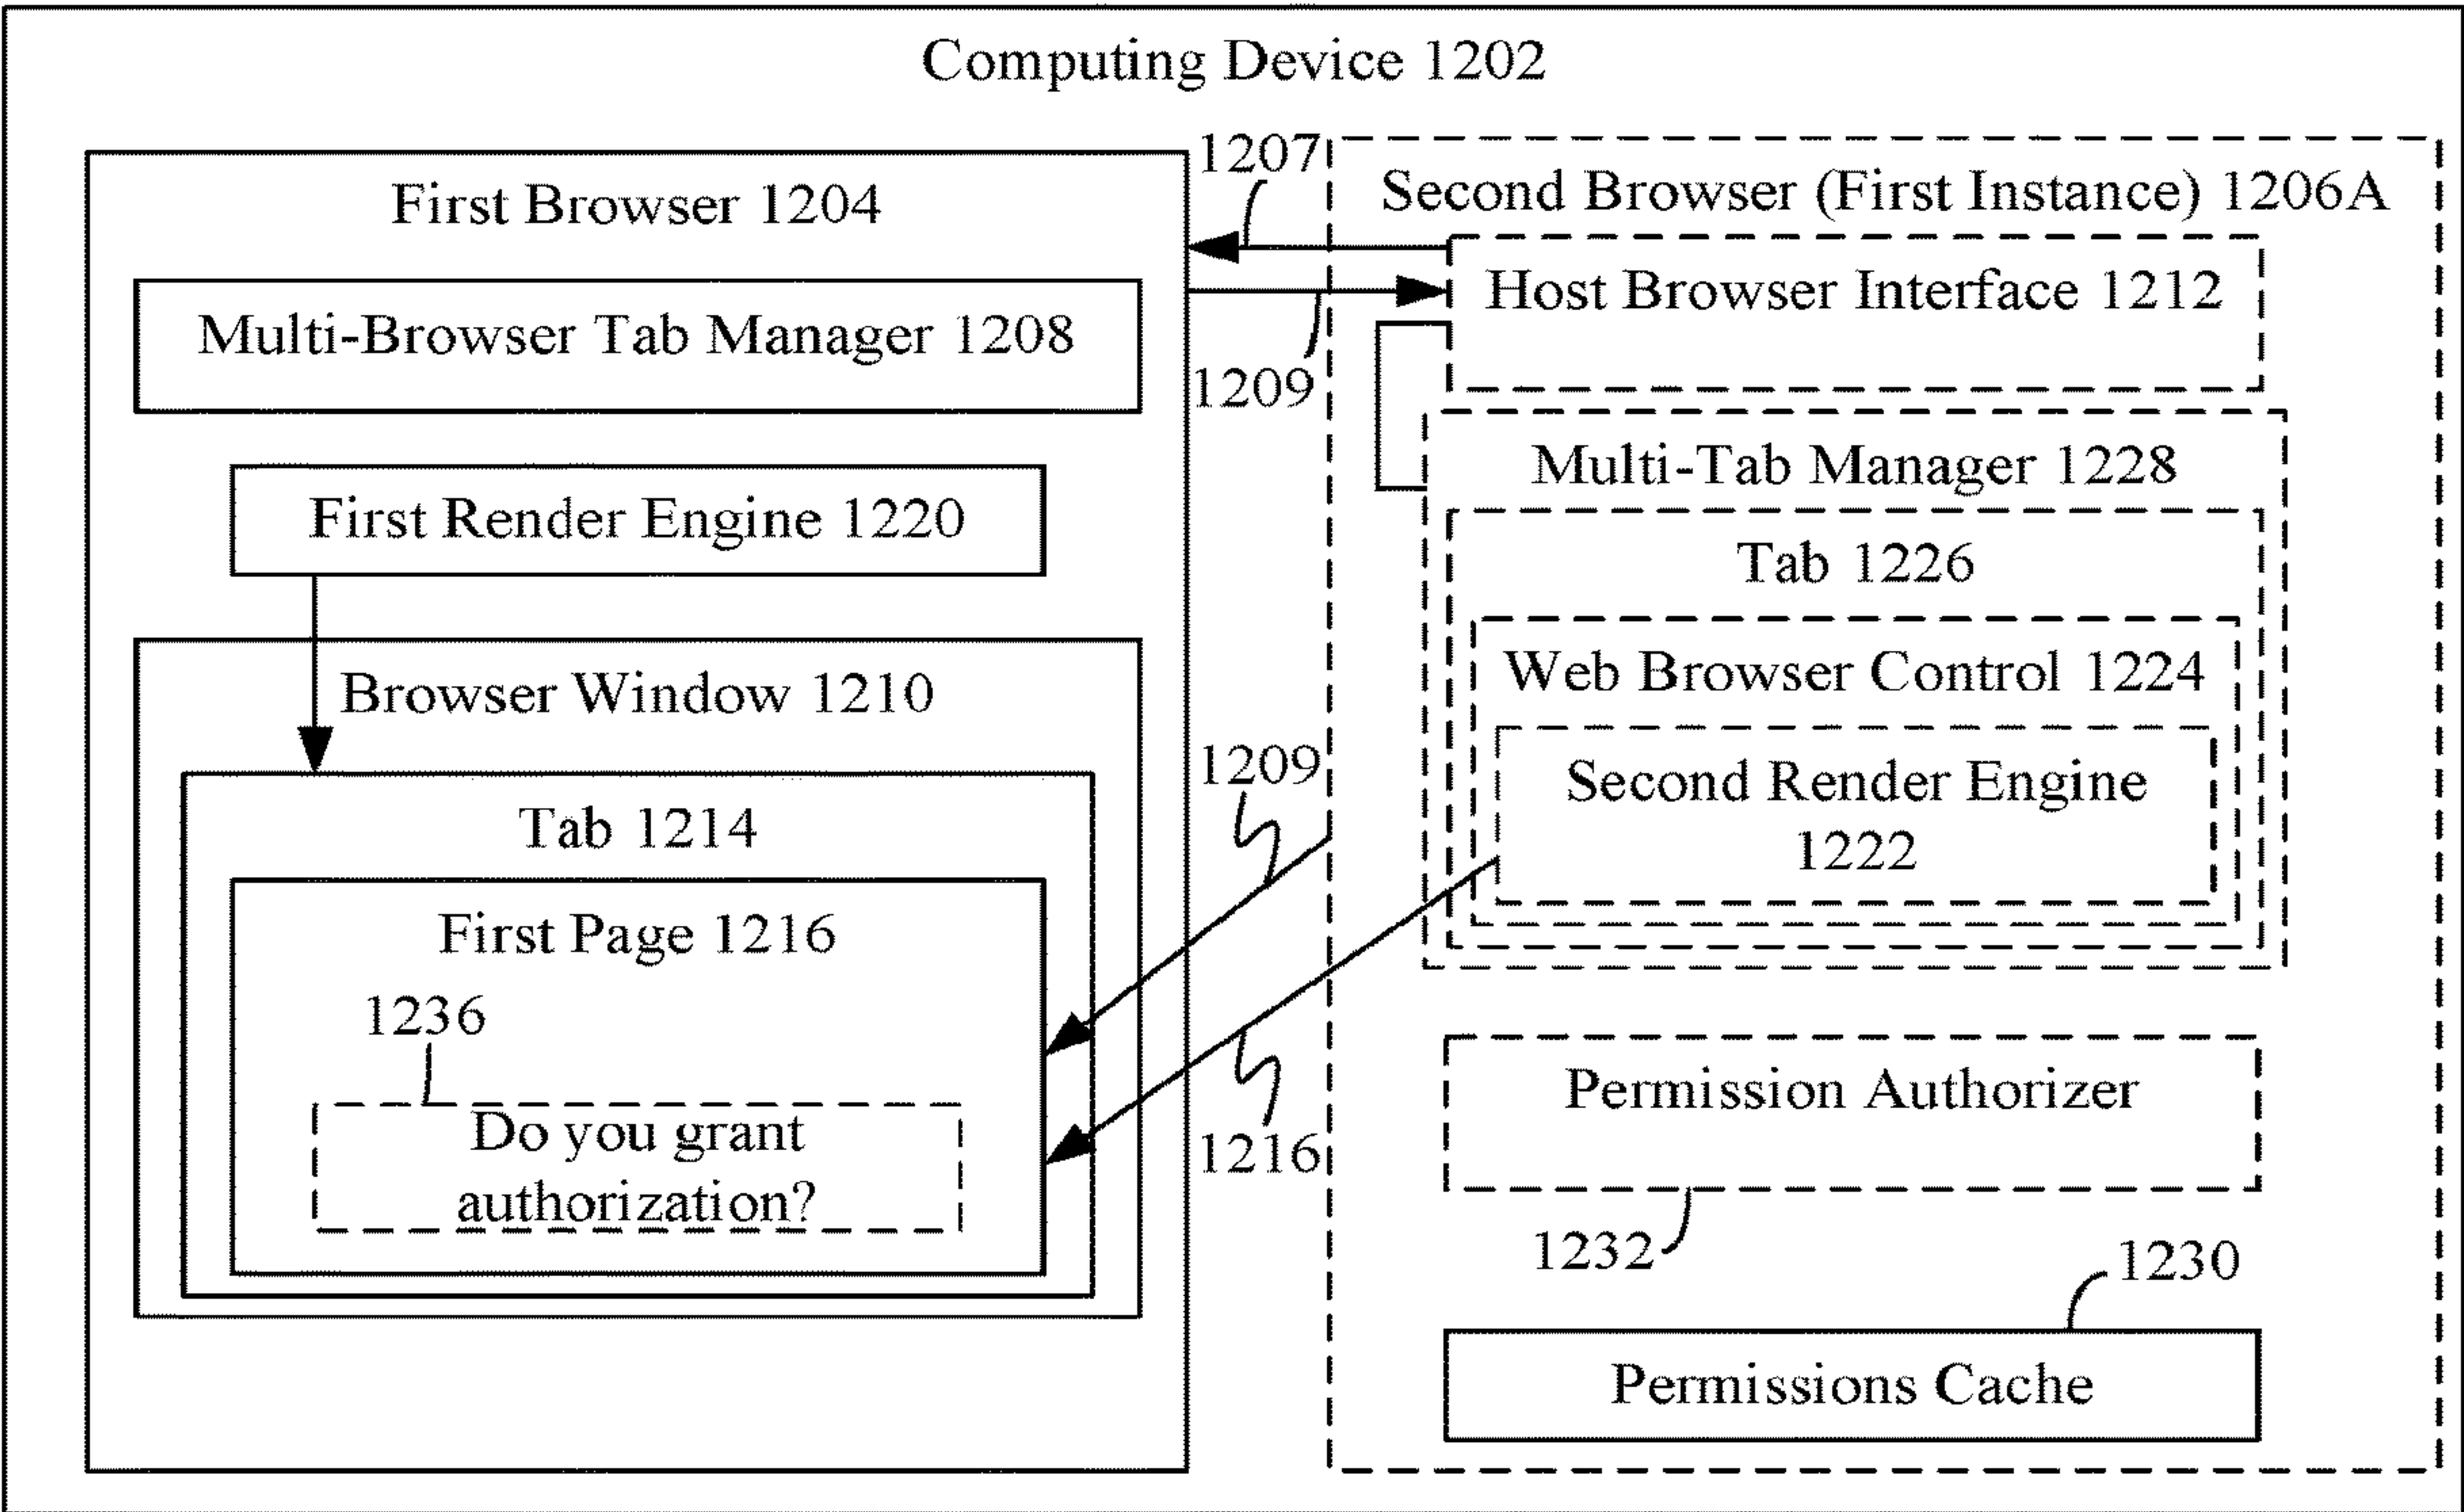 Computing Device 1202
First Browser 1204
Multi-Browser Tab Manager 1208
First Render Engine 1220
Browser Window 1210
Tab 1214
First Page 1216
1236
Do you grant
authorization?
1207
1209
1209
1216
Second Browser (First Instance) 1206A
Host Browser Interface 1212
Multi-Tab Manager 1228
Tab 1226
Web Browser Control 1224
Second Render Engine
1222
Permission Authorizer
1232
1230
Permissions Cache